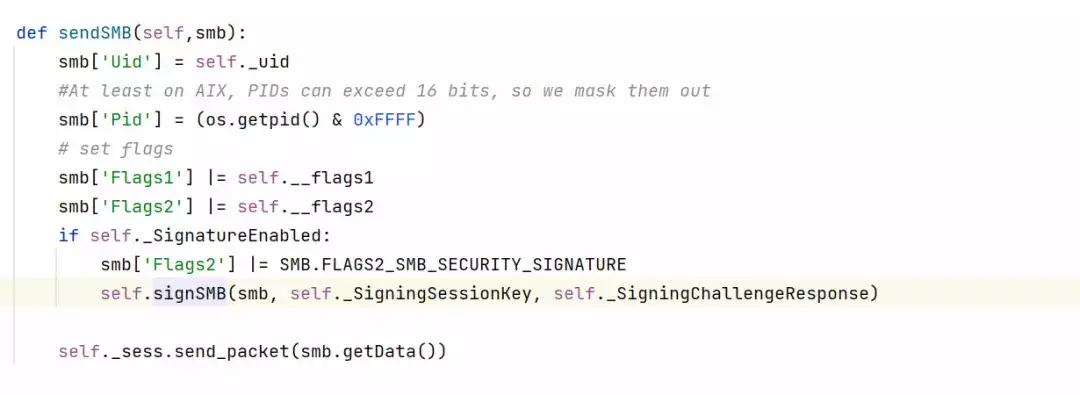 def sendSMB(self,smb):
    smb['Uid'] = self._uid
    #At least on AIX, PIDs can exceed 16 bits, so we mask them out
    smb['Pid'] = (os.getpid() & 0xFFFF)
    # set flags
    smb['Flags1'] |= self.__flags1
    smb['Flags2'] |= self.__flags2
    if self._SignatureEnabled:
        smb['Flags2'] |= SMB.FLAGS2_SMB_SECURITY_SIGNATURE
        self.signSMB(smb, self._SigningSessionKey, self._SigningChallengeResponse)
    self._sess.send_packet(smb.getData())